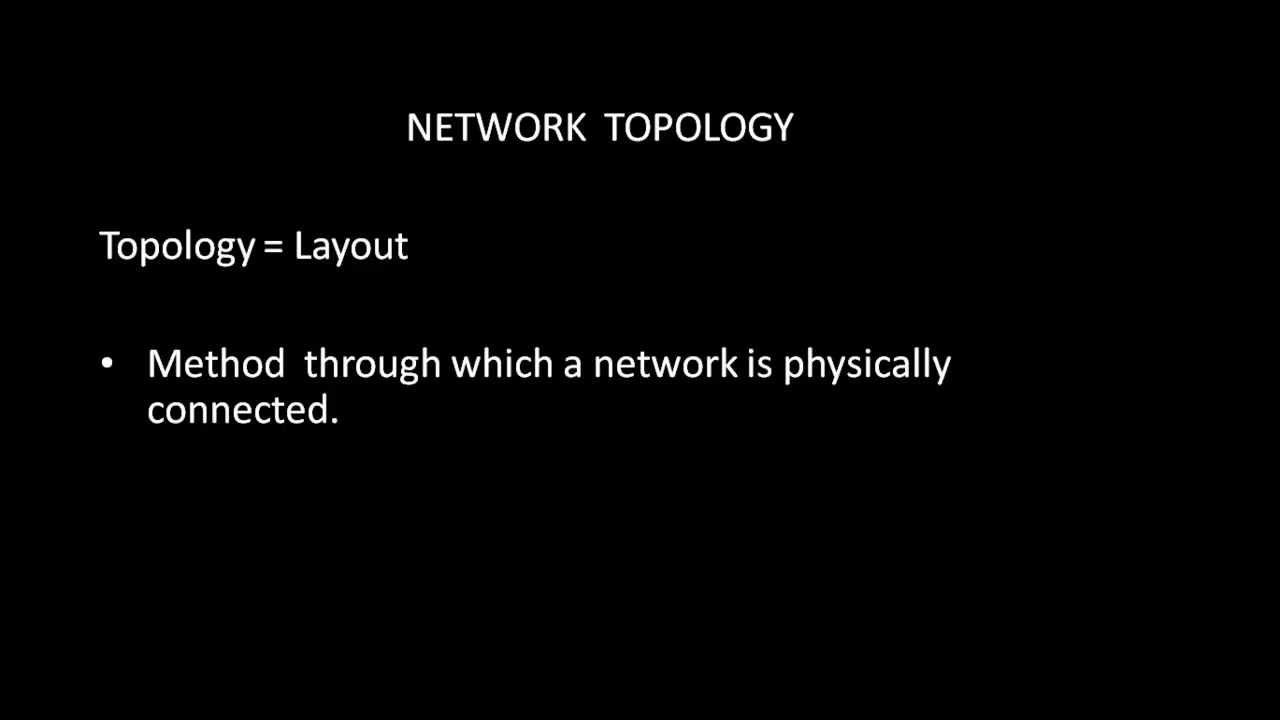 NETWORK TOPOLOGY
Topology = Layout
• Method through which a network is physically
connected.